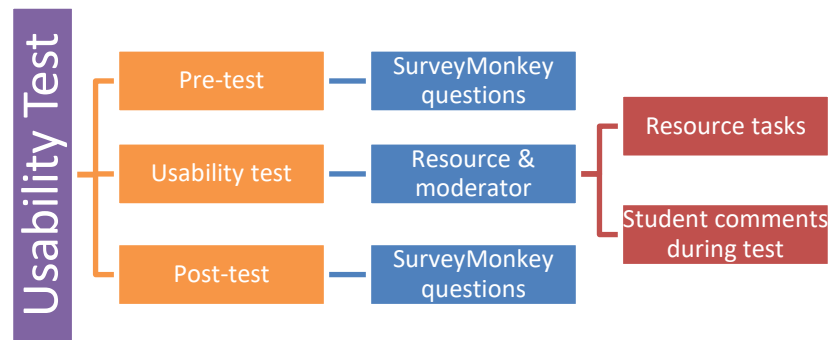 Usability Test
Pre-test
SurveyMonkey
questions
Usability test
Resource &
moderator
Resource tasks
Student comments
during test
Post-test
SurveyMonkey
questions